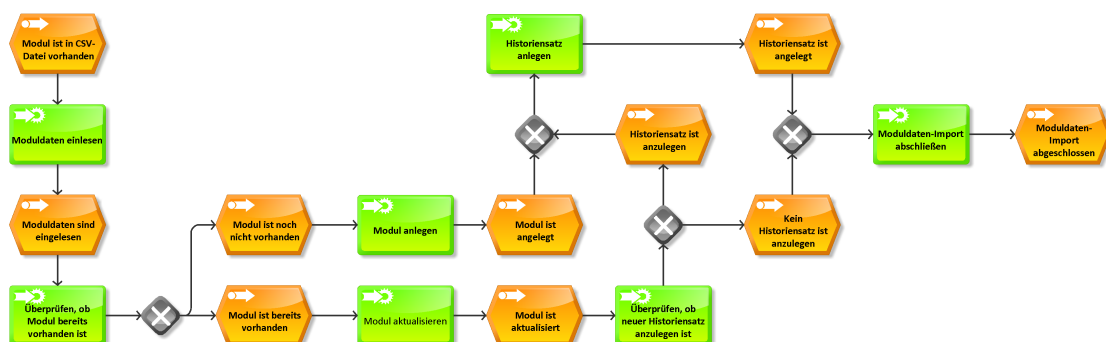 Modul ist in CSV-
Datei vorhanden
Moduldaten einlesen
Moduldaten sind
eingelesen
Überprüfen, ob
Modul bereits
vorhanden ist
Modul ist noch
nicht vorhanden
Modul anlegen
Modul ist
angelegt
Modul ist bereits
vorhanden
Modul aktualisieren
Modul ist
aktualisiert
Überprüfen, ob
neuer Historiensatz
anzulegen ist
Historiensatz ist
anzulegen
Kein
Historiensatz ist
anzulegen
Historiensatz
anlegen
Historiensatz ist
angelegt
Moduldaten-Import
abschließen
Moduldaten-
Import
abgeschlossen